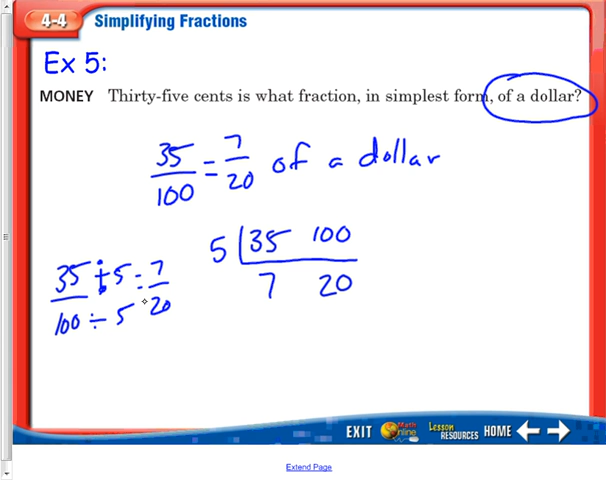 4-4 Simplifying Fractions
Ex 5:
MONEY Thirty-five cents is what fraction, in simplest form, of a dollar?
35/100 = 7/20 of a dollar
5 | 35 100
7 20
35 ÷ 5 = 7
100 ÷ 5 20
EXIT Math Online Lesson RESOURCES HOME
Extend Page